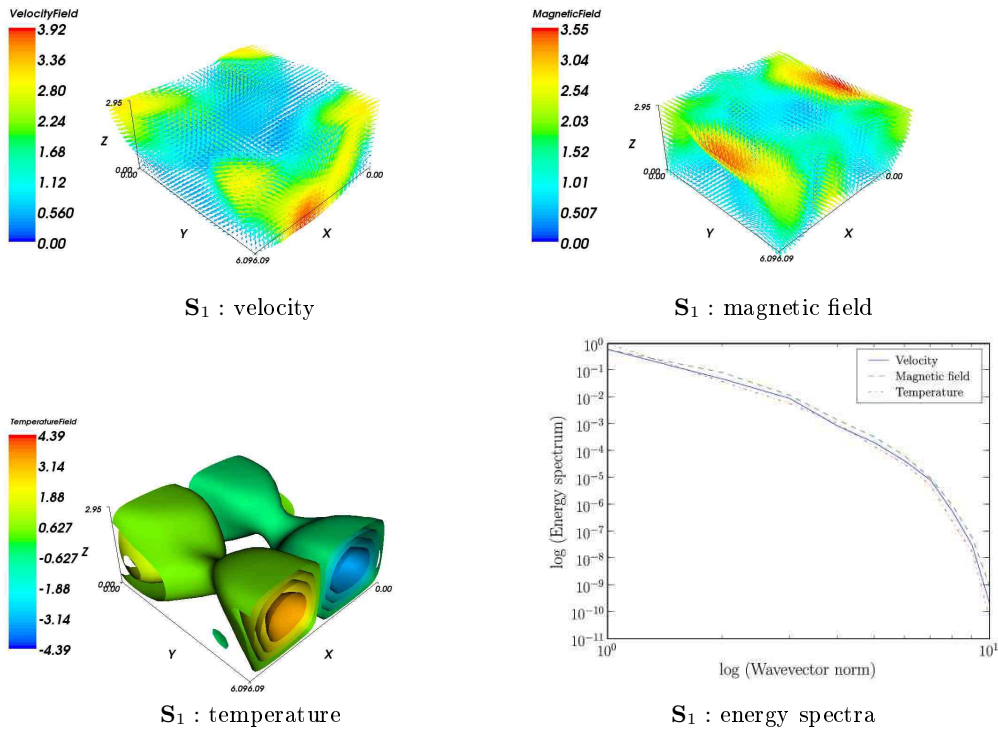 VelocityField
3.92
3.36
2.80
2.24
1.68
1.12
0.560
0.00
2.95
Z
0.00
0.00
Y
X
0.00
6.09
6.09
S1 : velocity
MagneticField
3.55
3.04
2.54
2.03
1.52
1.01
0.507
0.00
2.95
Z
0.00
0.00
Y
X
0.00
6.09
6.09
S1 : magnetic field
TemperatureField
4.39
3.14
1.88
0.627
-0.627
-1.88
-3.14
-4.39
2.95
Z
0.00
0.00
Y
X
0.00
6.09
6.09
S1 : temperature
log (Energy spectrum)
10^0
10^-1
10^-2
10^-3
10^-4
10^-5
10^-6
10^-7
10^-8
10^-9
10^-10
10^-11
Velocity
Magnetic field
Temperature
10^0
10^1
log (Wavevector norm)
S1 : energy spectra